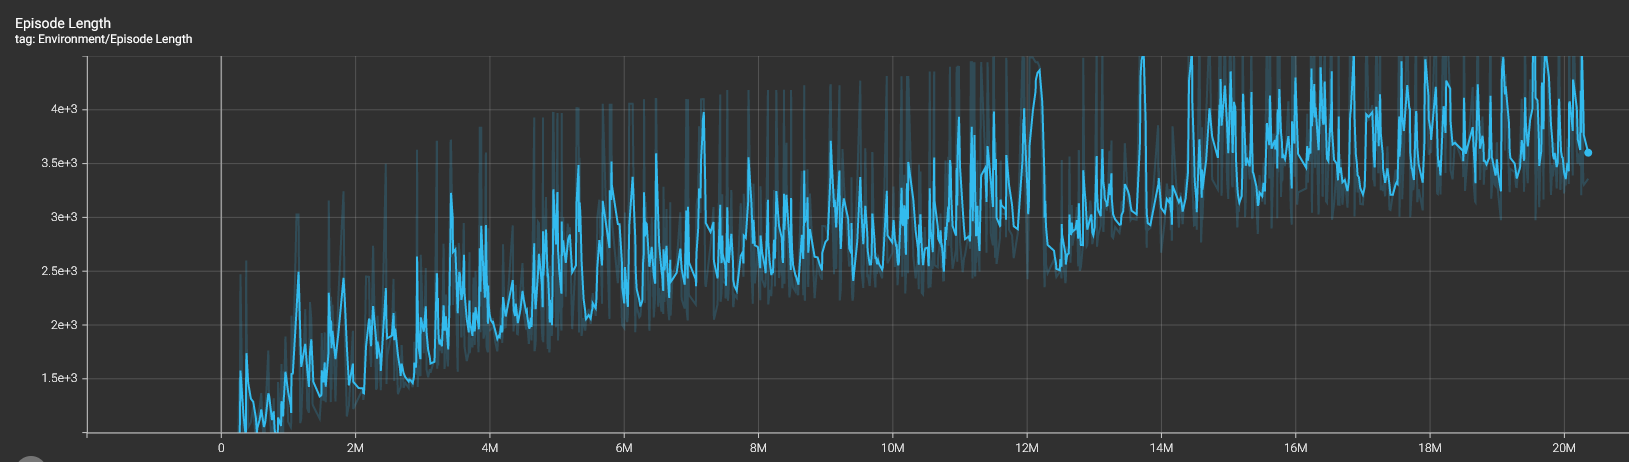 Episode Length
tag: Environment/Episode Length
4e+3
3.5e+3
3e+3
2.5e+3
2e+3
1.5e+3
0 2M 4M 6M 8M 10M 12M 14M 16M 18M 20M